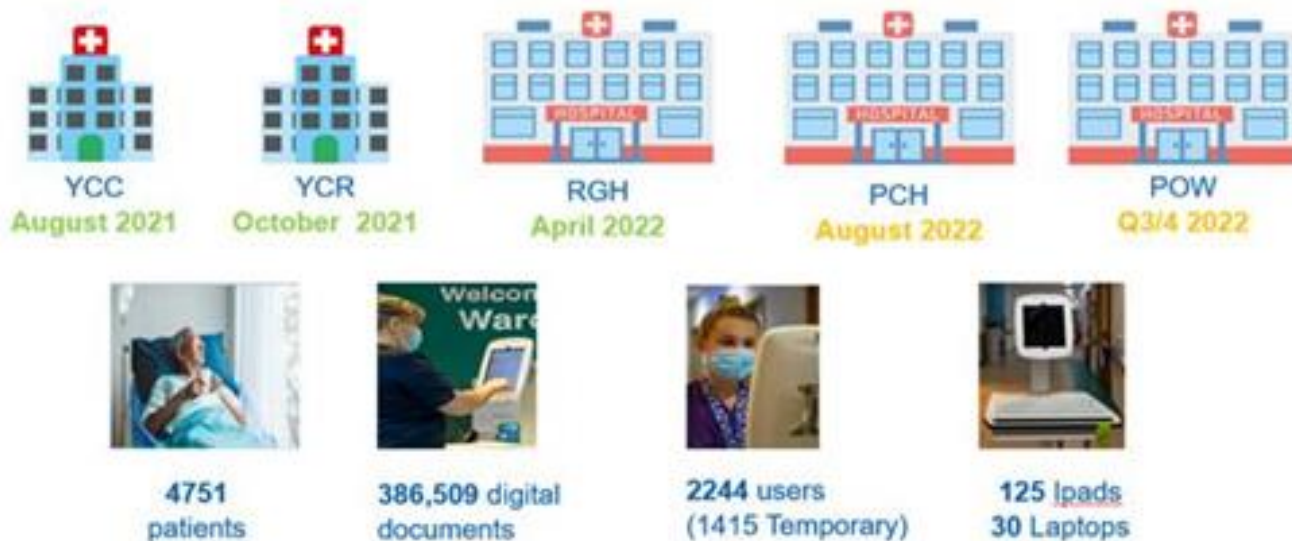 HOSPITAL
HOSPITAL
HOSPITAL
YCC
YCR
RGH
PCH
POW
August 2021
October 2021
April 2022
August 2022
Q3/4 2022
Welcom
Ward
4751
patients
386,509 digital
documents
2244 users
(1415 Temporary)
125 Ipads
30 Laptops